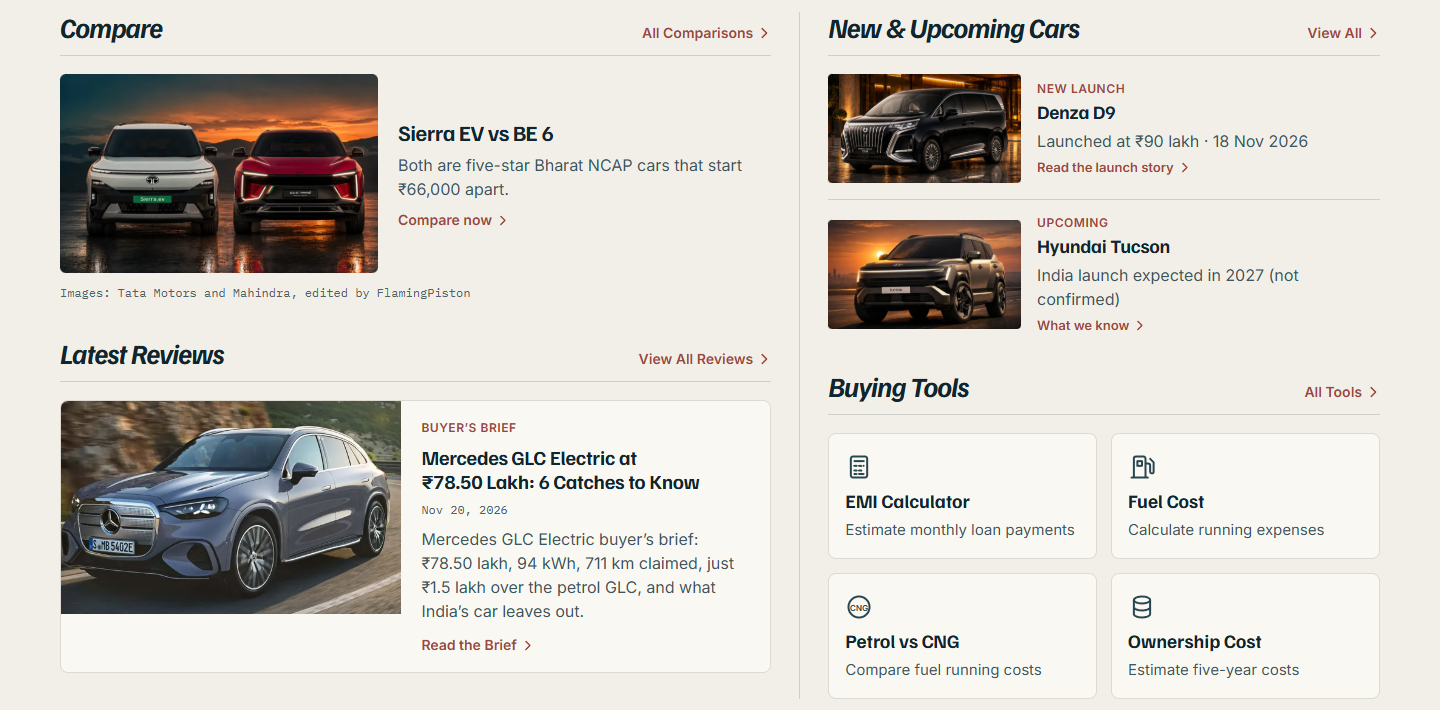 Compare
All Comparisons
Sierra EV vs BE 6
Both are five-star Bharat NCAP cars that start
₹66,000 apart.
Compare now
Sierra.ev
Images: Tata Motors and Mahindra, edited by FlamingPiston
Latest Reviews
View All Reviews
BUYER’S BRIEF
Mercedes GLC Electric at
₹78.50 Lakh: 6 Catches to Know
Nov 20, 2026
Mercedes GLC Electric buyer’s brief:
₹78.50 lakh, 94 kWh, 711 km claimed, just
₹1.5 lakh over the petrol GLC, and what
India’s car leaves out.
Read the Brief
S MB 5402E
New & Upcoming Cars
View All
NEW LAUNCH
Denza D9
Launched at ₹90 lakh · 18 Nov 2026
Read the launch story
UPCOMING
Hyundai Tucson
India launch expected in 2027 (not
confirmed)
What we know
Buying Tools
All Tools
EMI Calculator
Estimate monthly loan payments
Fuel Cost
Calculate running expenses
CNG
Petrol vs CNG
Compare fuel running costs
Ownership Cost
Estimate five-year costs